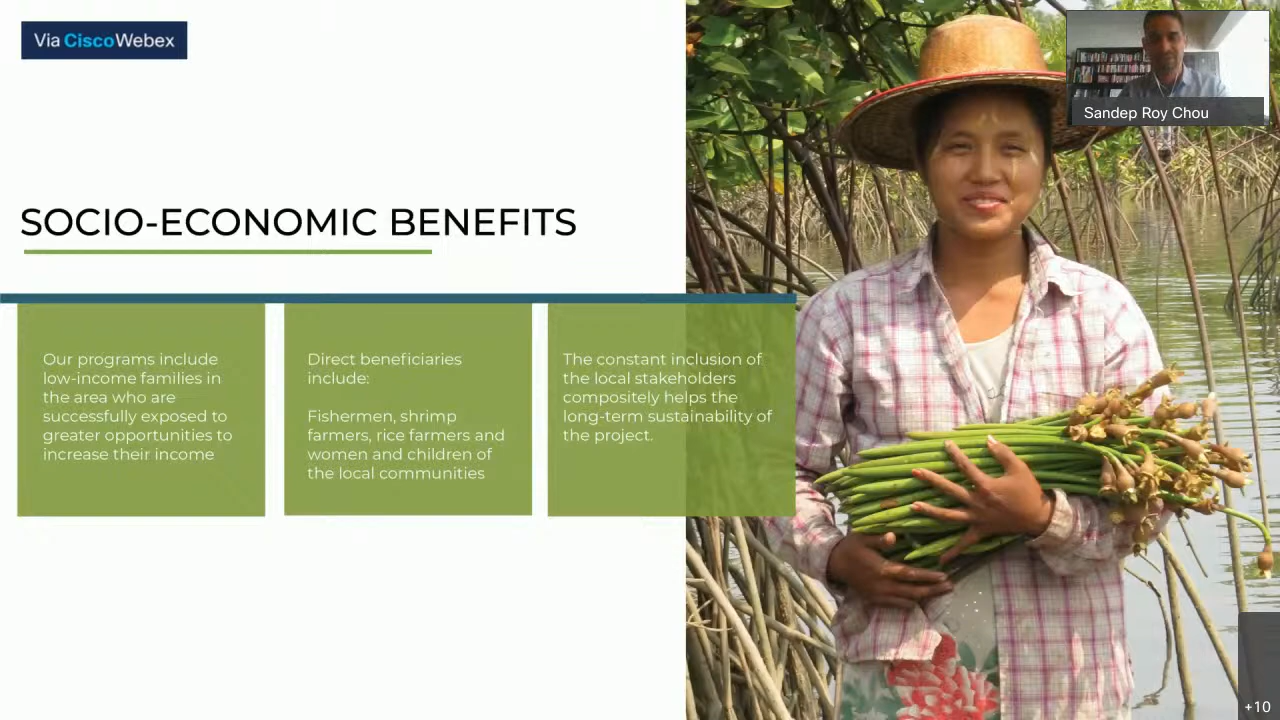 Via Cisco Webex
Sandep Roy Chou
SOCIO-ECONOMIC BENEFITS
Our programs include
low-income families in
the area who are
successfully exposed to
greater opportunities to
increase their income
Direct beneficiaries
include:
Fishermen, shrimp
farmers, rice farmers and
women and children of
the local communities
The constant inclusion of
the local stakeholders
compositely helps the
long-term sustainability of
the project.
+10